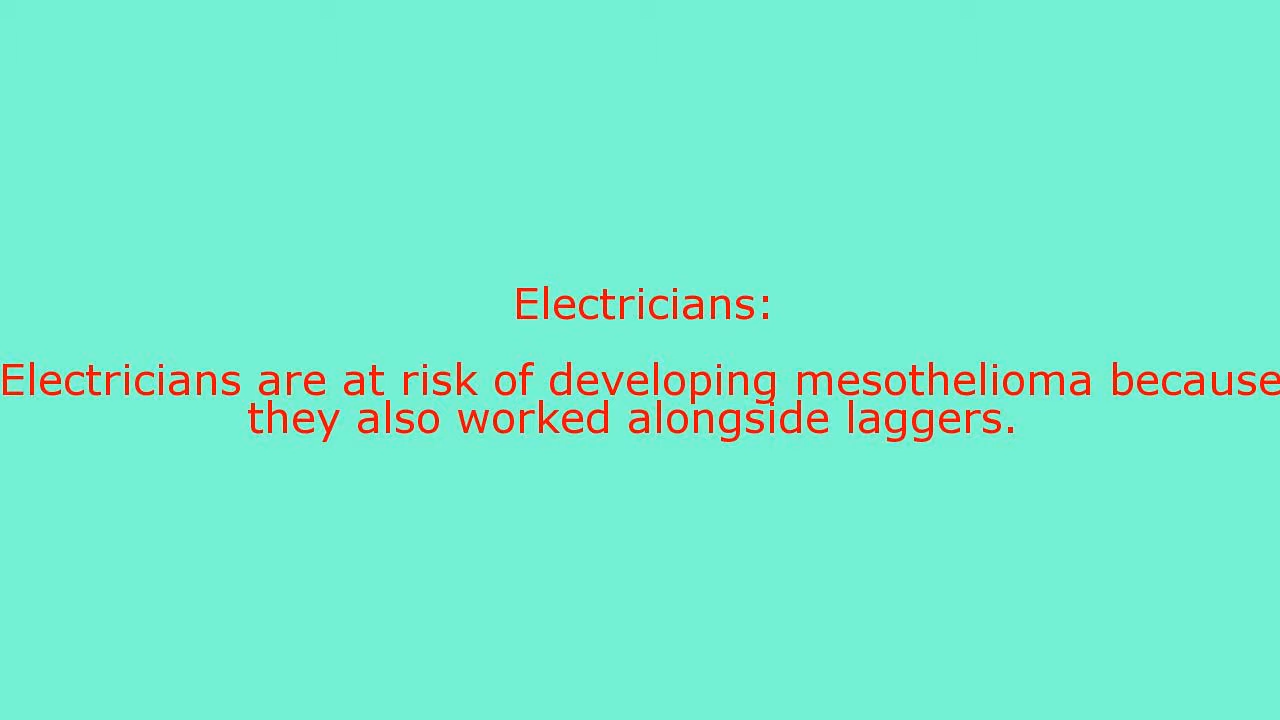 Electricians:
Electricians are at risk of developing mesothelioma because
they also worked alongside laggers.